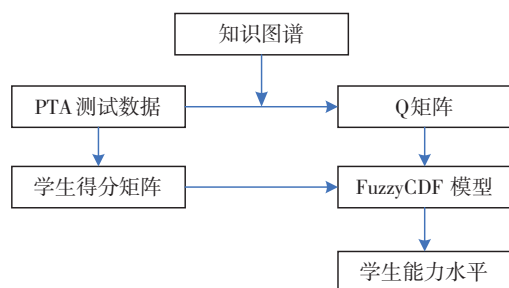 知识图谱
PTA 测试数据
Q矩阵
学生得分矩阵
FuzzyCDF 模型
学生能力水平